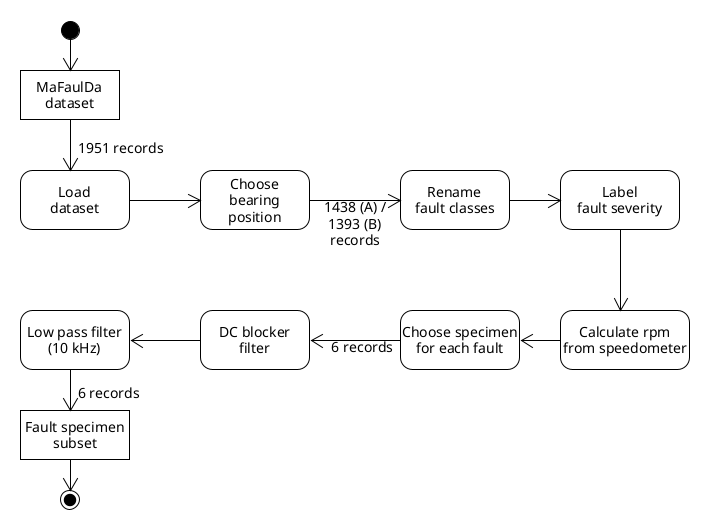 MaFaulDa
dataset
1951 records
Load
dataset
Choose
bearing
position
1438 (A) /
1393 (B)
records
Rename
fault classes
Label
fault severity
Calculate rpm
from speedometer
Choose specimen
for each fault
6 records
DC blocker
filter
Low pass filter
(10 kHz)
6 records
Fault specimen
subset